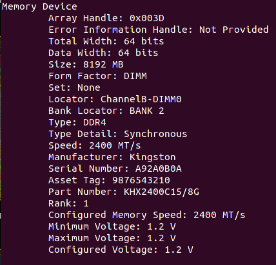 Memory Device
Array Handle: 0x003D
Error Information Handle: Not Provided
Total Width: 64 bits
Data Width: 64 bits
Size: 8192 MB
Form Factor: DIMM
Set: None
Locator: ChannelB-DIMM0
Bank Locator: BANK 2
Type: DDR4
Type Detail: Synchronous
Speed: 2400 MT/s
Manufacturer: Kingston
Serial Number: A92A0B0A
Asset Tag: 9876543210
Part Number: KHX2400C15/8G
Rank: 1
Configured Memory Speed: 2400 MT/s
Minimum Voltage: 1.2 V
Maximum Voltage: 1.2 V
Configured Voltage: 1.2 V